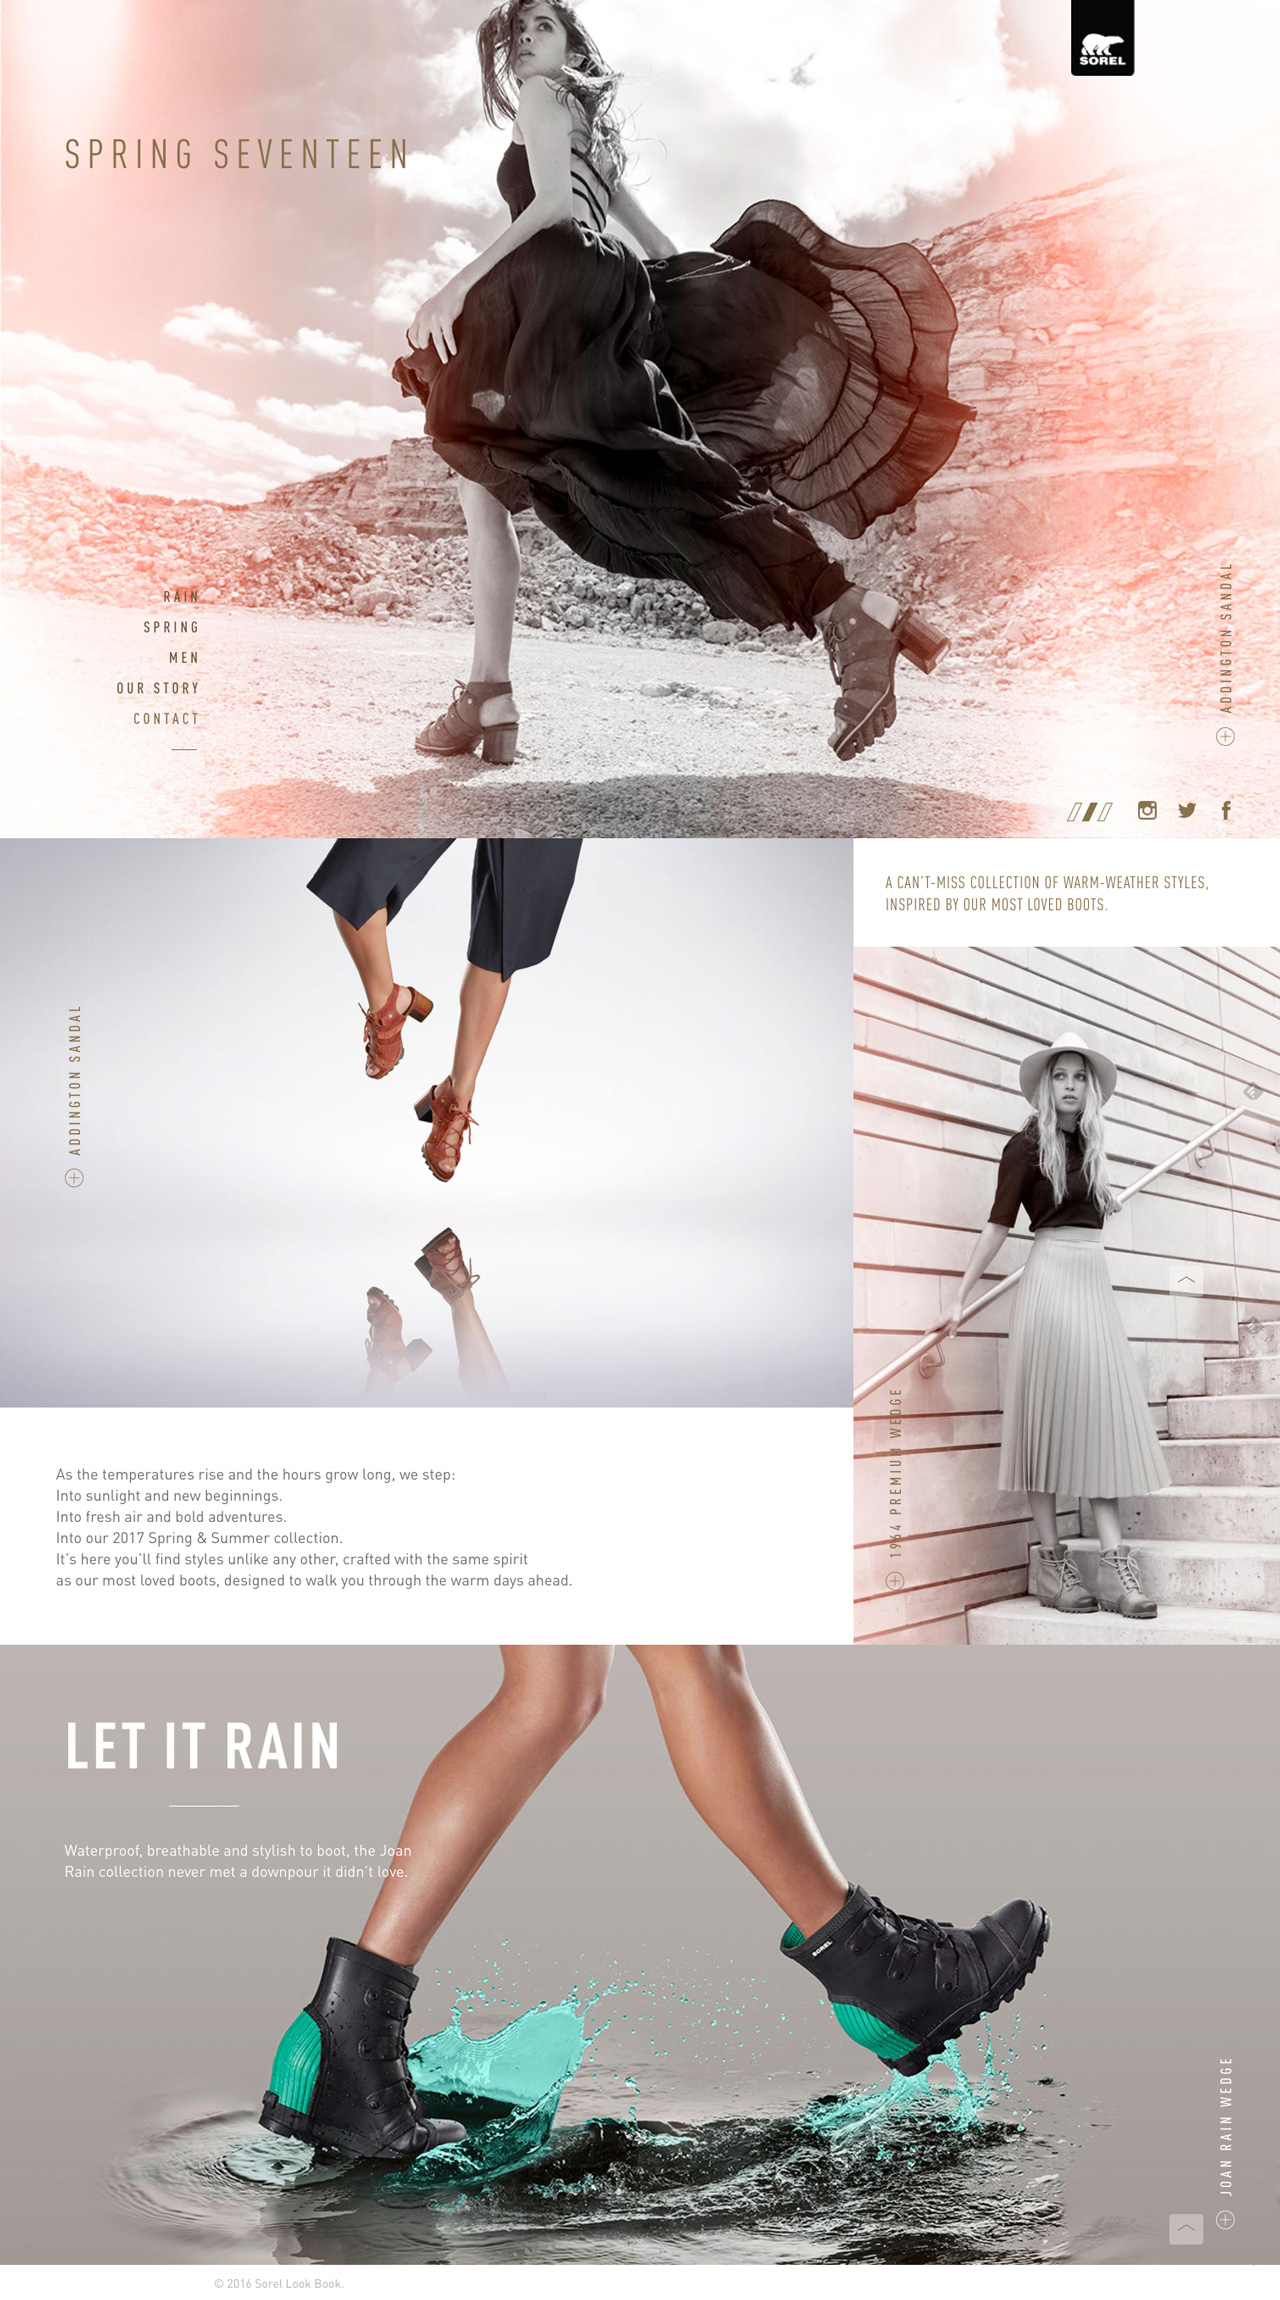 SOREL
SPRING SEVENTEEN
RAIN
SPRING
MEN
OUR STORY
CONTACT
ADDINGTON SANDAL
A CAN'T-MISS COLLECTION OF WARM-WEATHER STYLES,
INSPIRED BY OUR MOST LOVED BOOTS.
ADDINGTON SANDAL
1964 PREMIUM WEDGE
As the temperatures rise and the hours grow long, we step:
Into sunlight and new beginnings.
Into fresh air and bold adventures.
Into our 2017 Spring & Summer collection.
It's here you'll find styles unlike any other, crafted with the same spirit
as our most loved boots, designed to walk you through the warm days ahead.
LET IT RAIN
Waterproof, breathable and stylish to boot, the Joan
Rain collection never met a downpour it didn't love.
SOREL
JOAN RAIN WEDGE
© 2016 Sorel Look Book.